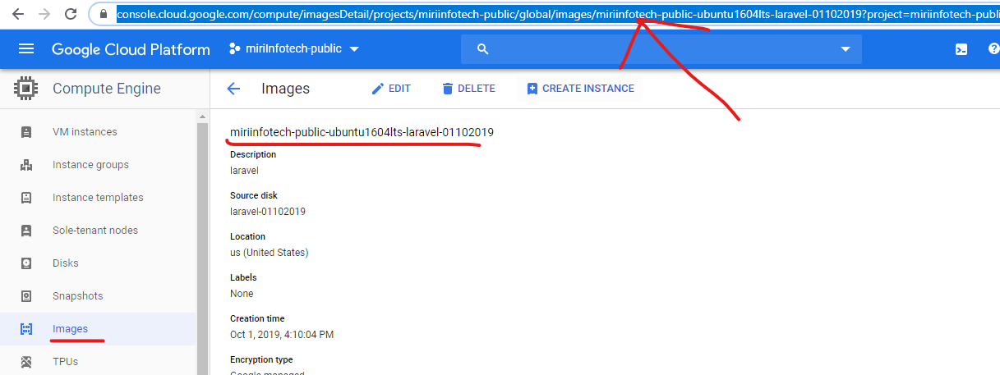 console.cloud.google.com/compute/imagesDetail/projects/miriinfotech-public/global/images/miriinfotech-public-ubuntu1604lts-laravel-01102019?project=miriinfotech-publi
Google Cloud Platform
miriInfotech-public
Compute Engine
Images
EDIT
DELETE
CREATE INSTANCE
VM instances
Instance groups
Instance templates
Sole-tenant nodes
Disks
Snapshots
Images
TPUs
miriinfotech-public-ubuntu1604lts-laravel-01102019
Description
laravel
Source disk
laravel-01102019
Location
us (United States)
Labels
None
Creation time
Oct 1, 2019, 4:10:04 PM
Encryption type
Google managed